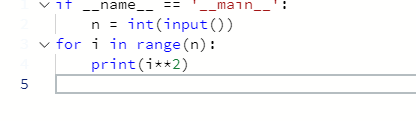 if __name__ == '__main__':
n = int(input())
for i in range(n):
print(i**2)
5